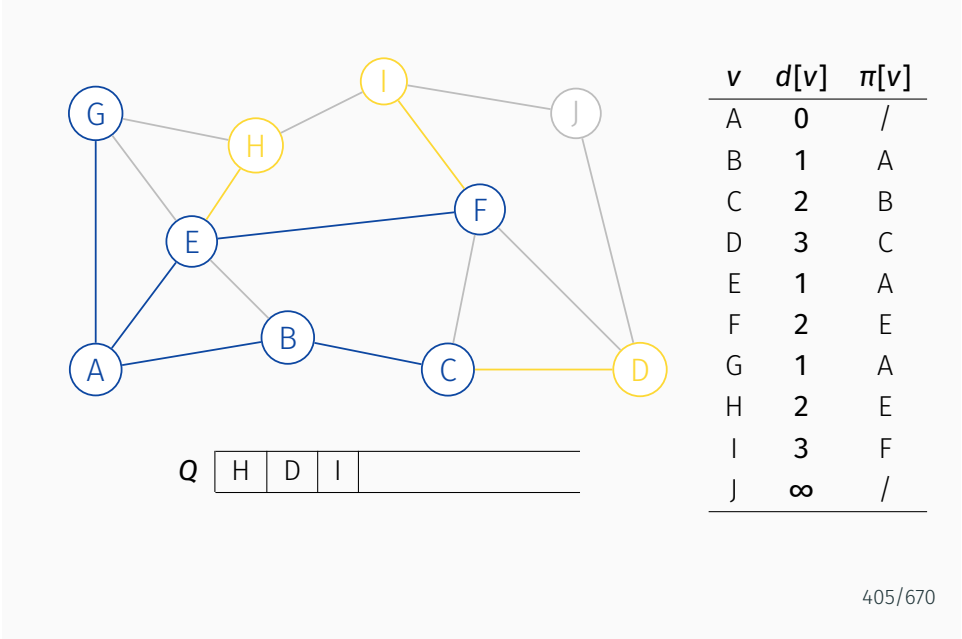 I
G
J
H
F
E
B
A
C
D
Q H D I
v d[v] π[v]
A 0 /
B 1 A
C 2 B
D 3 C
E 1 A
F 2 E
G 1 A
H 2 E
I 3 F
J ∞ /
405/670